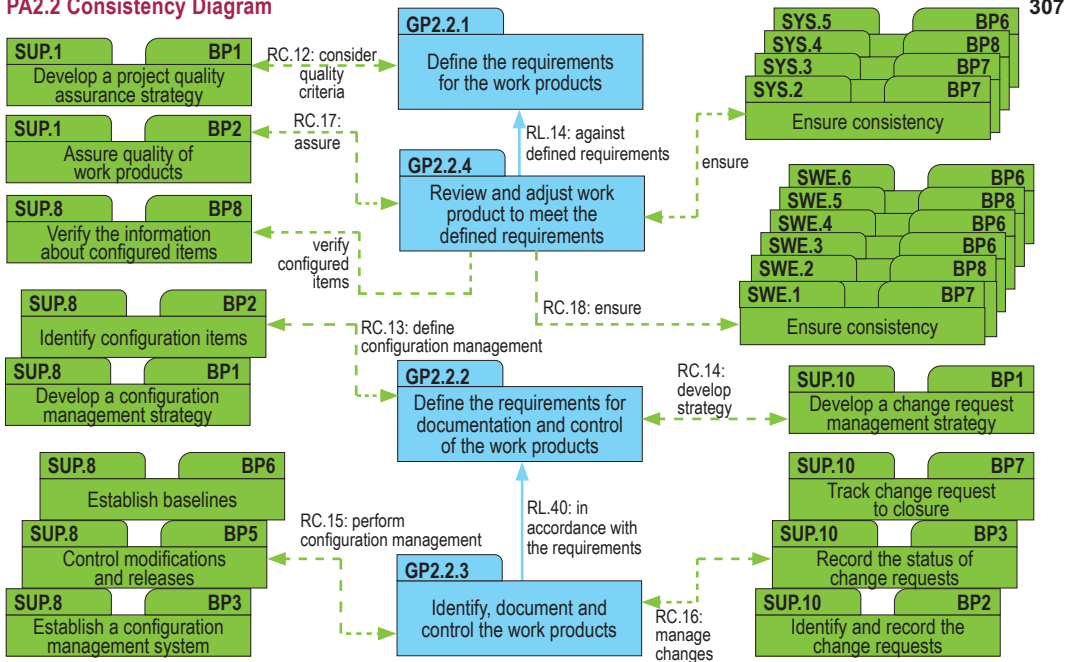 PA2.2 Consistency Diagram
307
SUP.1 BP1
Develop a project quality
assurance strategy
RC.12: consider
quality
criteria
GP2.2.1
Define the requirements
for the work products
SYS.5 BP6
SYS.4 BP8
SYS.3 BP7
SYS.2 BP7
Ensure consistency
SUP.1 BP2
Assure quality of
work products
RC.17:
assure
RL.14: against
defined requirements
ensure
GP2.2.4
Review and adjust work
product to meet the
defined requirements
SUP.8 BP8
Verify the information
about configured items
verify
configured
items
SWE.6 BP6
SWE.5 BP8
SWE.4 BP6
SWE.3 BP6
SWE.2 BP8
SWE.1 BP7
Ensure consistency
RC.18: ensure
SUP.8 BP2
Identify configuration items
SUP.8 BP1
Develop a configuration
management strategy
RC.13: define
configuration management
GP2.2.2
Define the requirements for
documentation and control
of the work products
RC.14:
develop
strategy
SUP.10 BP1
Develop a change request
management strategy
SUP.8 BP6
Establish baselines
SUP.8 BP5
Control modifications
and releases
SUP.8 BP3
Establish a configuration
management system
RC.15: perform
configuration management
RL.40: in
accordance with
the requirements
GP2.2.3
Identify, document and
control the work products
RC.16:
manage
changes
SUP.10 BP7
Track change request
to closure
SUP.10 BP3
Record the status of
change requests
SUP.10 BP2
Identify and record the
change requests